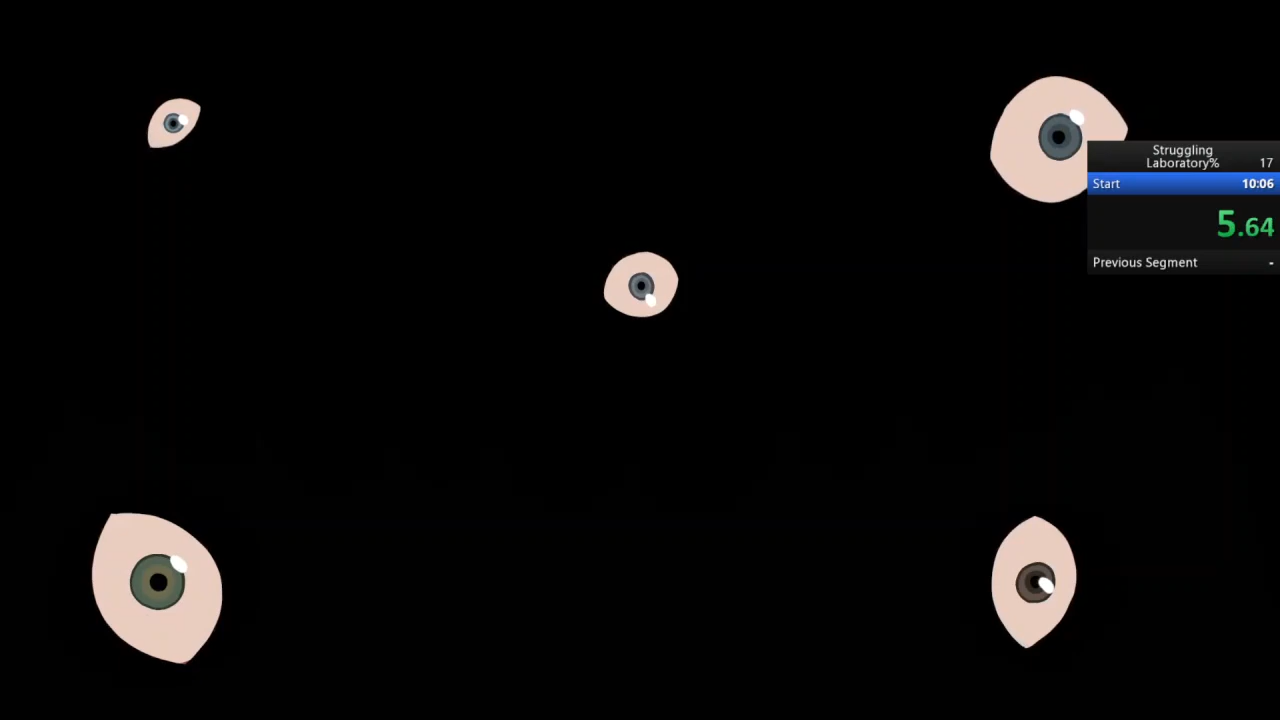 Struggling
Laboratory% 17
Start 10:06
5.64
Previous Segment -